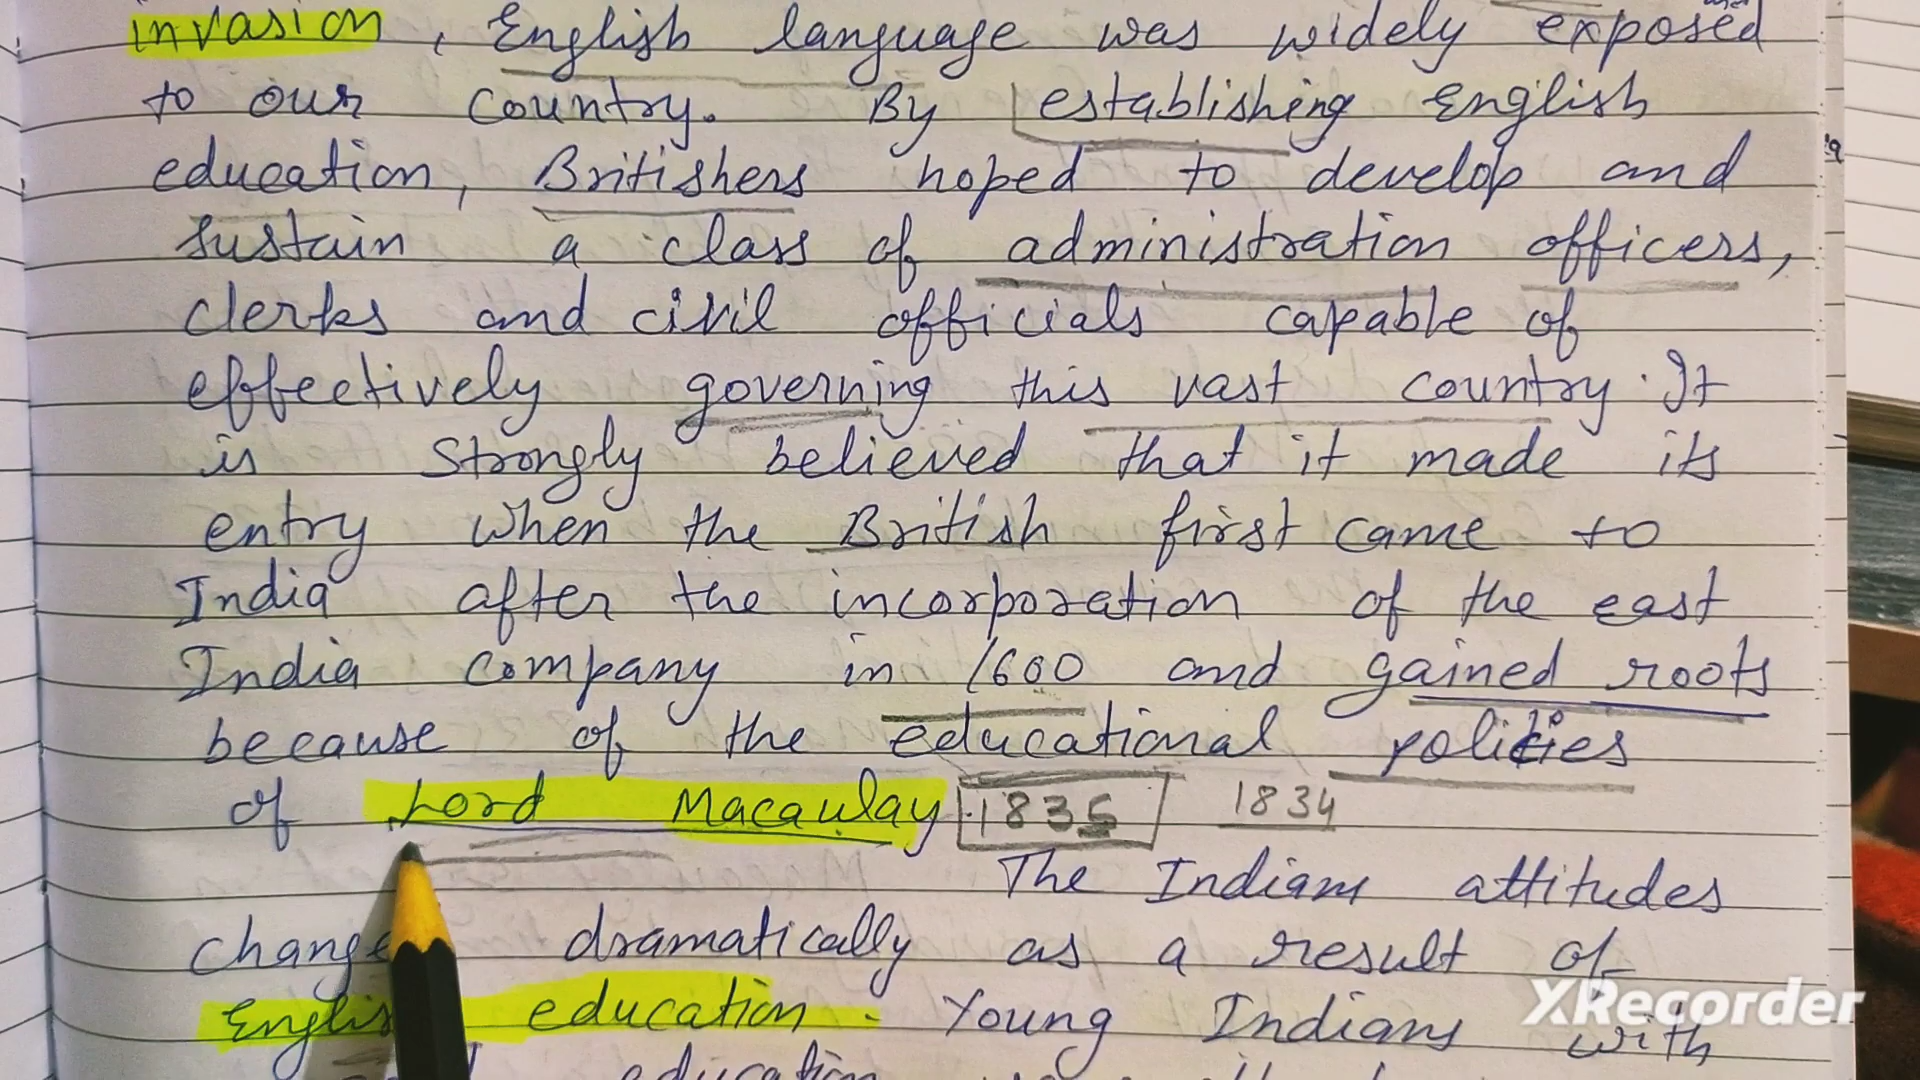 invasion, English language was widely exposed
to our country. By establishing English
education, Britishers hoped to develop and
sustain a class of administration officers,
clerks and civil officials capable of
effectively governing this vast country. It
is strongly believed that it made its
entry when the British first came to
India after the incorporation of the east
India company in 1600 and gained roots
because of the educational policies
of Lord Macaulay 1835 1834
The Indians attitudes
change dramatically as a result of
English education. Young Indians with
education
XRecorder